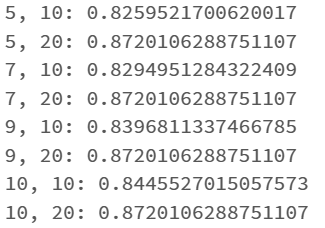 5, 10: 0.8259521700620017
5, 20: 0.8720106288751107
7, 10: 0.8294951284322409
7, 20: 0.8720106288751107
9, 10: 0.8396811337466785
9, 20: 0.8720106288751107
10, 10: 0.8445527015057573
10, 20: 0.8720106288751107